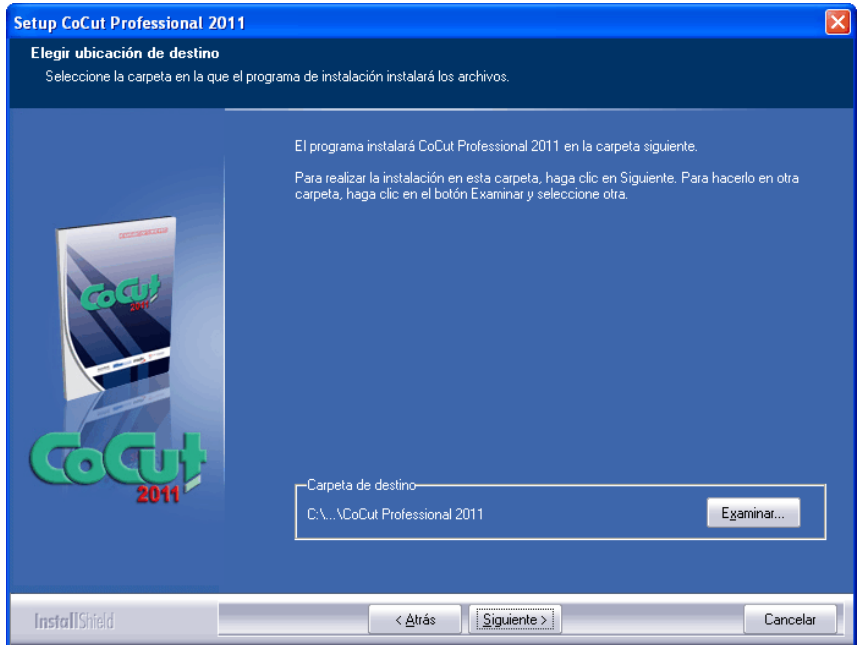 Setup CoCut Professional 2011
Elegir ubicación de destino
Seleccione la carpeta en la que el programa de instalación instalará los archivos.
El programa instalará CoCut Professional 2011 en la carpeta siguiente.
Para realizar la instalación en esta carpeta, haga clic en Siguiente. Para hacerlo en otra
carpeta, haga clic en el botón Examinar y seleccione otra.
CoCut
2011
CoCut
2011
Carpeta de destino
C:\...\CoCut Professional 2011
Examinar...
InstallShield
< Atrás
Siguiente >
Cancelar